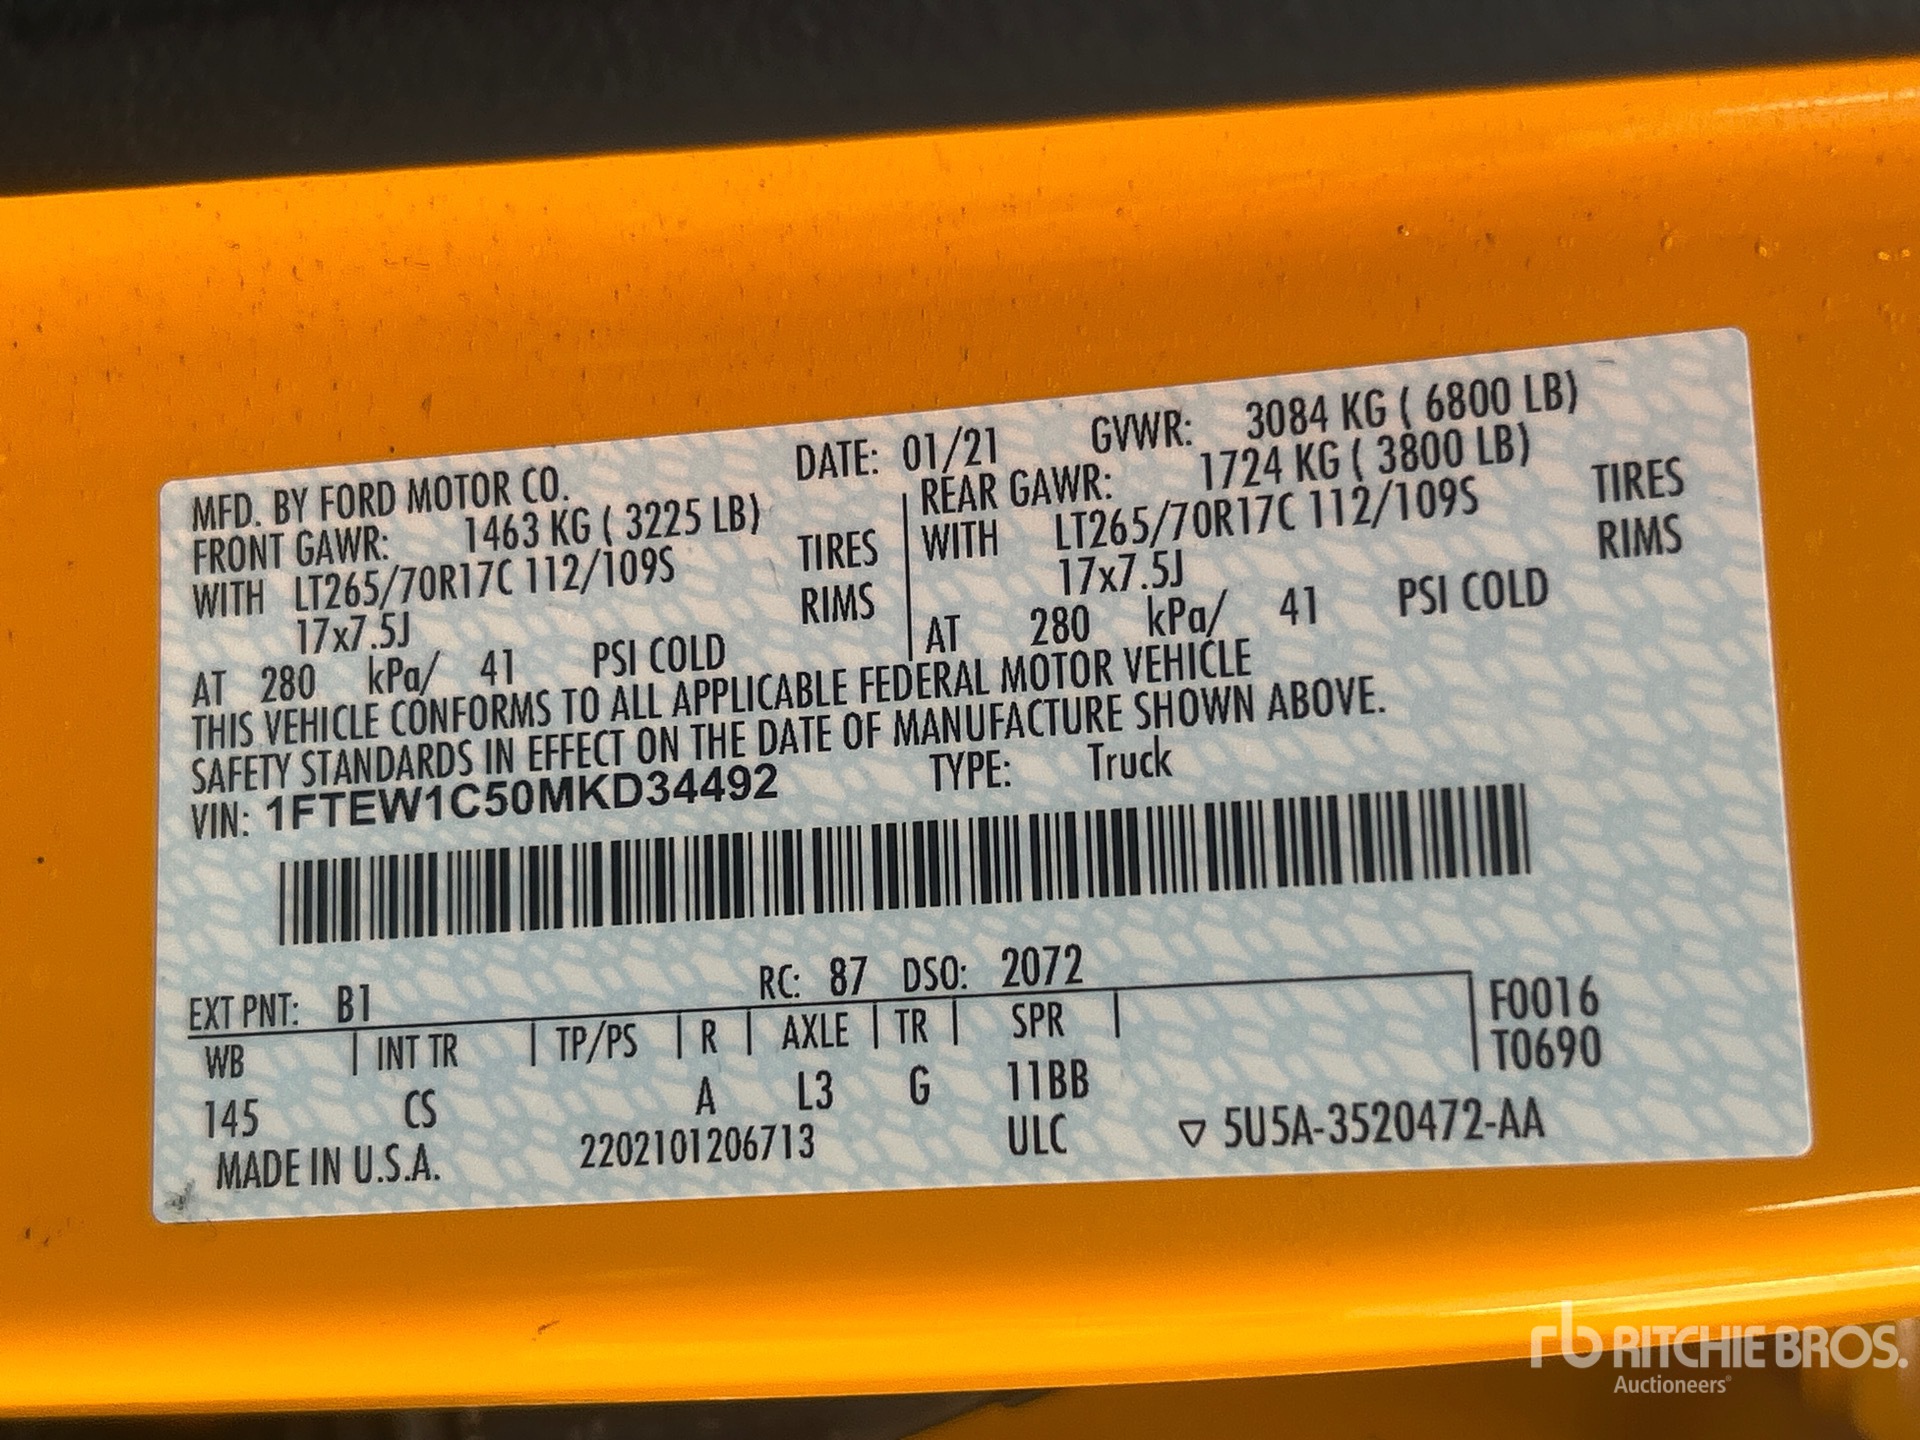 MFD. BY FORD MOTOR CO. DATE: 01/21 GVWR: 3084 KG ( 6800 LB)
FRONT GAWR: 1463 KG ( 3225 LB) REAR GAWR: 1724 KG ( 3800 LB)
WITH LT265/70R17C 112/109S TIRES WITH LT265/70R17C 112/109S TIRES
17x7.5J RIMS 17x7.5J RIMS
AT 280 kPa/ 41 PSI COLD AT 280 kPa/ 41 PSI COLD
THIS VEHICLE CONFORMS TO ALL APPLICABLE FEDERAL MOTOR VEHICLE
SAFETY STANDARDS IN EFFECT ON THE DATE OF MANUFACTURE SHOWN ABOVE.
VIN: 1FTEW1C50MKD34492 TYPE: Truck
EXT PNT: B1 RC: 87 DSO: 2072
WB | INT TR | TP/PS | R | AXLE | TR | SPR | F0016
T0690
145 CS A L3 G 11BB
MADE IN U.S.A. 2202101206713 ULC ▽ 5U5A-3520472-AA
rb RITCHIE BROS.
Auctioneers®